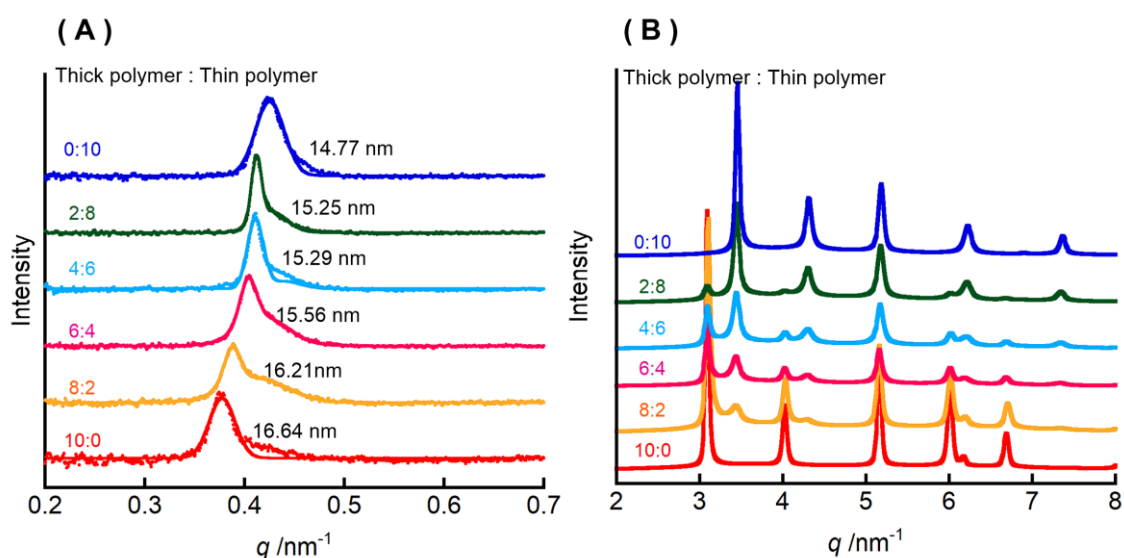 ( A )
Thick polymer : Thin polymer
0:10
14.77 nm
2:8
15.25 nm
4:6
15.29 nm
6:4
15.56 nm
8:2
16.21nm
10:0
16.64 nm
Intensity
0.2 0.3 0.4 0.5 0.6 0.7
q /nm⁻¹
( B )
Thick polymer : Thin polymer
0:10
2:8
4:6
6:4
8:2
10:0
Intensity
2 3 4 5 6 7 8
q /nm⁻¹